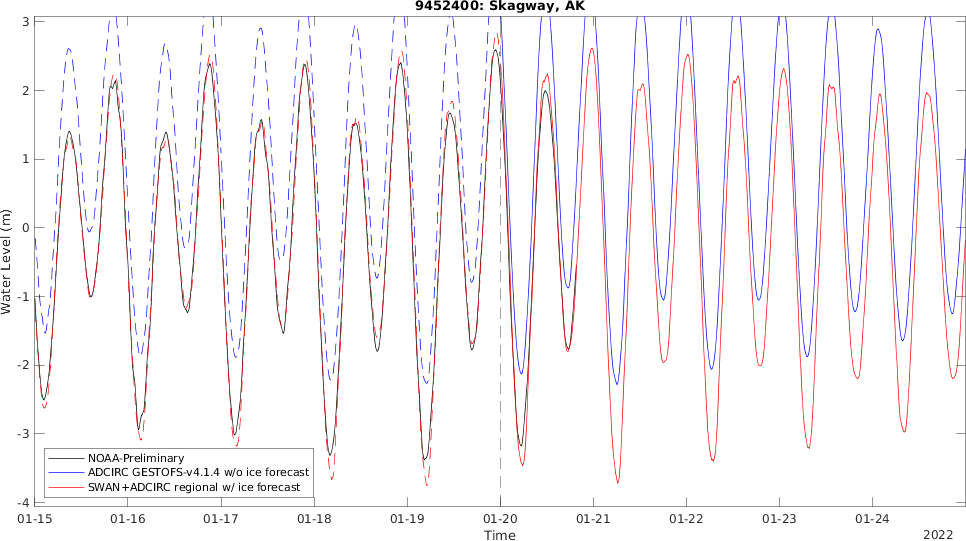 9452400: Skagway, AK
3
2
1
0
-1
-2
-3
-4
Water Level (m)
NOAA-Preliminary
ADCIRC GESTOFS-v4.1.4 w/o ice forecast
SWAN+ADCIRC regional w/ ice forecast
01-15 01-16 01-17 01-18 01-19 01-20 01-21 01-22 01-23 01-24
Time
2022